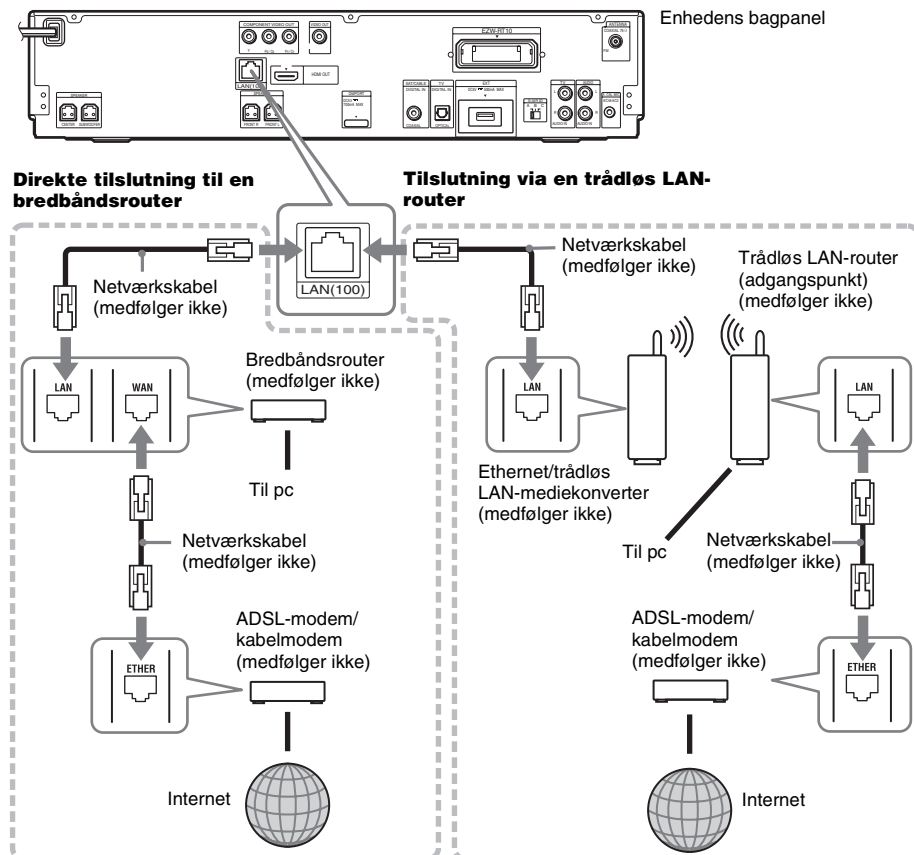 Enhedens bagpanel
COMPONENT VIDEO OUT
VIDEO OUT
EZW-RT10
ANTENNA
COAXIAL
FM
HDMI OUT
LAN(100)
SPEAKER
CENTER
SUBWOOFER
FRONT R
FRONT L
DMPORT
SAT/CABLE
DIGITAL IN
COAXIAL
TV
DIGITAL IN
OPTICAL
EXT
TV
AUDIO
L
R
AUDIO IN
AUDIO IN
Direkte tilslutning til en
bredbåndsrouter
Tilslutning via en trådløs LAN-
router
Netværkskabel
(medfølger ikke)
LAN(100)
Netværkskabel
(medfølger ikke)
Trådløs LAN-router
(adgangspunkt)
(medfølger ikke)
LAN
WAN
Bredbåndsrouter
(medfølger ikke)
Til pc
LAN
LAN
Ethernet/trådløs
LAN-mediekonverter
(medfølger ikke)
Til pc
Netværkskabel
(medfølger ikke)
Netværkskabel
(medfølger ikke)
ETHER
ADSL-modem/
kabelmodem
(medfølger ikke)
Internet
ADSL-modem/
kabelmodem
(medfølger ikke)
ETHER
Internet